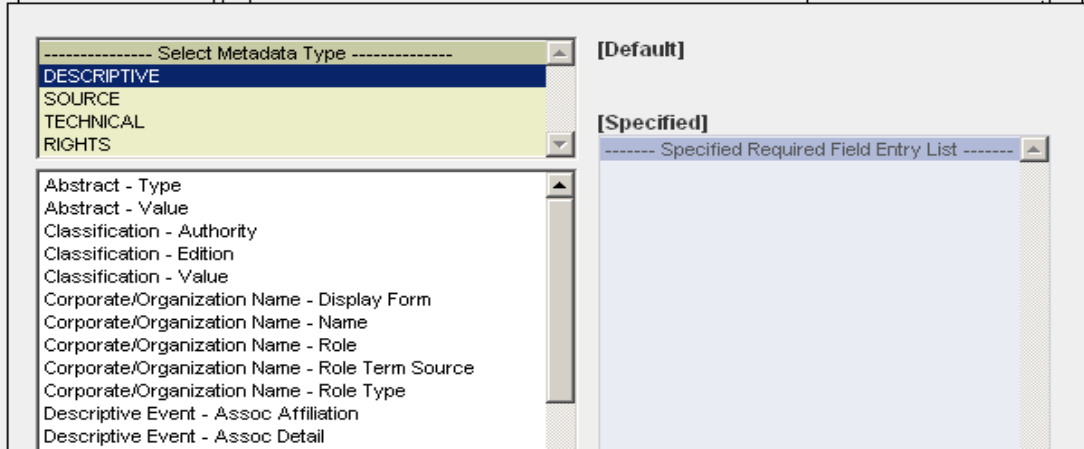 --------------- Select Metadata Type --------------
DESCRIPTIVE
SOURCE
TECHNICAL
RIGHTS
Abstract - Type
Abstract - Value
Classification - Authority
Classification - Edition
Classification - Value
Corporate/Organization Name - Display Form
Corporate/Organization Name - Name
Corporate/Organization Name - Role
Corporate/Organization Name - Role Term Source
Corporate/Organization Name - Role Type
Descriptive Event - Assoc Affiliation
Descriptive Event - Assoc Detail
[Default]
[Specified]
------- Specified Required Field Entry List -------